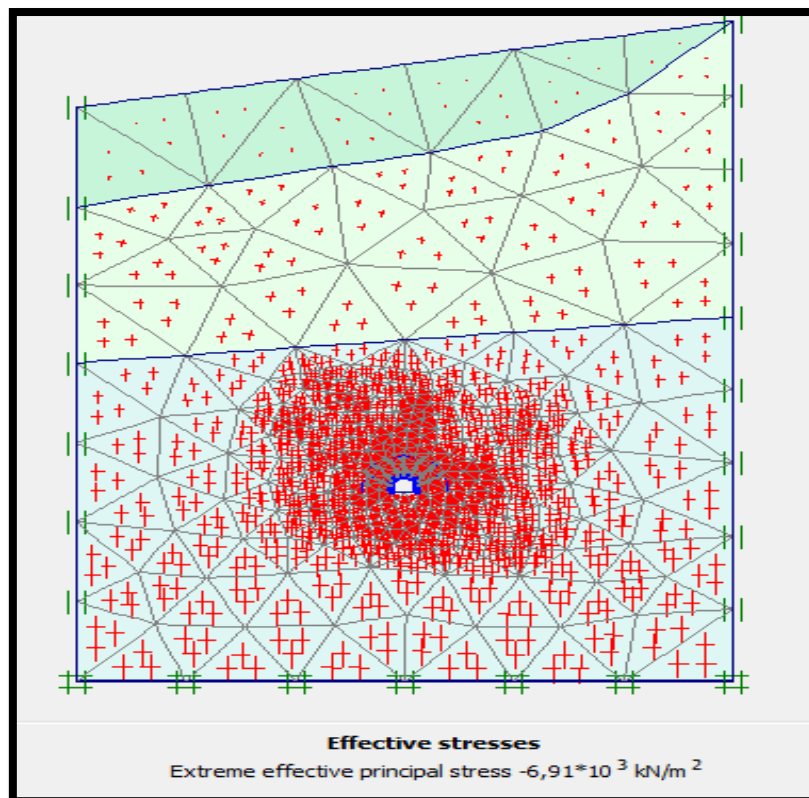 Effective stresses
Extreme effective principal stress -6,91*10 ³ kN/m ²